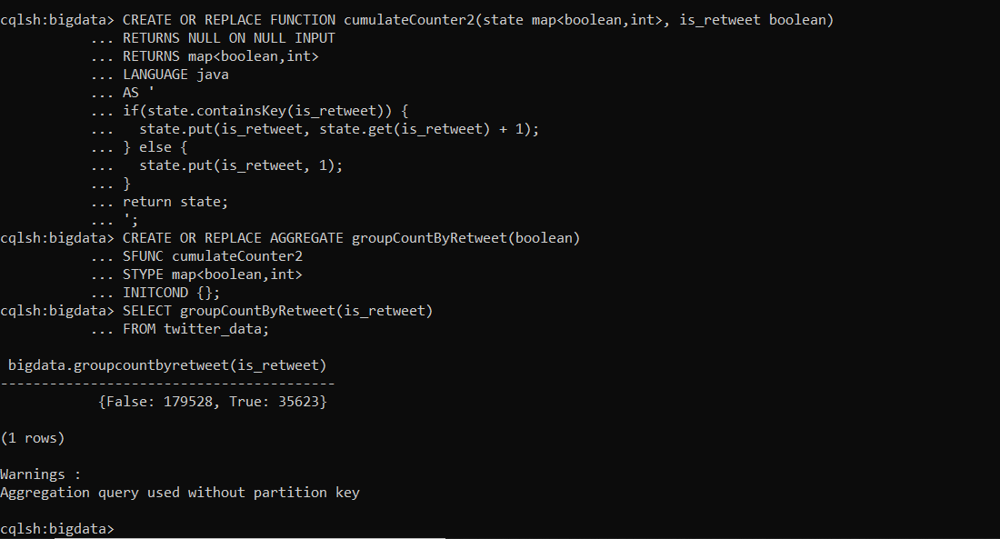 cqlsh:bigdata> CREATE OR REPLACE FUNCTION cumulateCounter2(state map<boolean,int>, is_retweet boolean)
... RETURNS NULL ON NULL INPUT
... RETURNS map<boolean,int>
... LANGUAGE java
... AS '
... if(state.containsKey(is_retweet)) {
...   state.put(is_retweet, state.get(is_retweet) + 1);
... } else {
...   state.put(is_retweet, 1);
... }
... return state;
... ';
cqlsh:bigdata> CREATE OR REPLACE AGGREGATE groupCountByRetweet(boolean)
... SFUNC cumulateCounter2
... STYPE map<boolean,int>
... INITCOND {};
cqlsh:bigdata> SELECT groupCountByRetweet(is_retweet)
... FROM twitter_data;
bigdata.groupcountbyretweet(is_retweet)
-----------------------------------------
{False: 179528, True: 35623}
(1 rows)
Warnings :
Aggregation query used without partition key
cqlsh:bigdata>